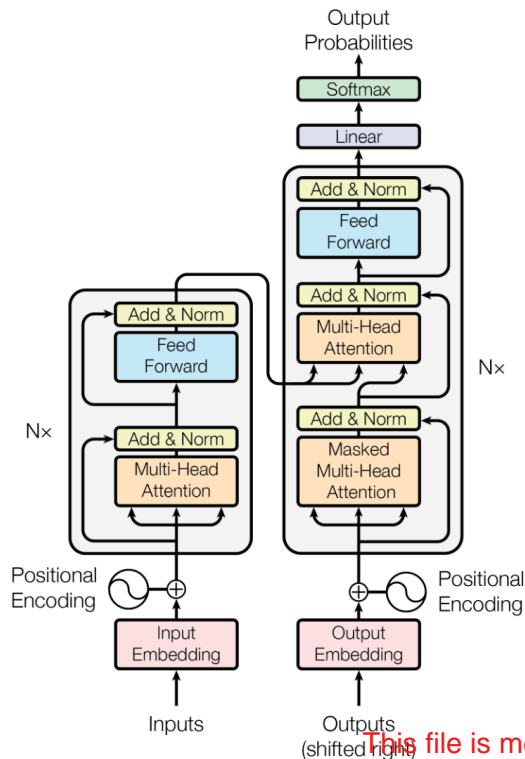 Output
Probabilities
Softmax
Linear
Add & Norm
Feed
Forward
Add & Norm
Multi-Head
Attention
Add & Norm
Masked
Multi-Head
Attention
N×
Add & Norm
Feed
Forward
Add & Norm
Multi-Head
Attention
N×
Positional
Encoding
Positional
Encoding
Input
Embedding
Output
Embedding
Inputs
Outputs
(shifted right)
This file is